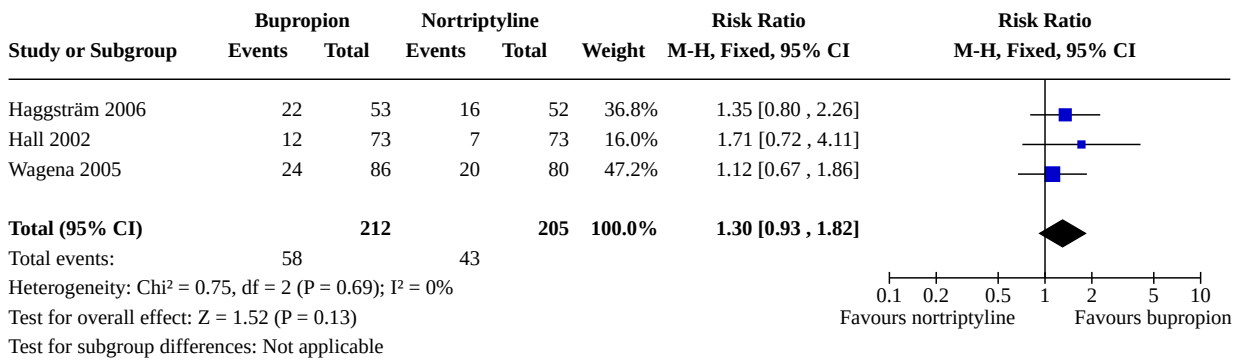 Bupropion Nortriptyline Risk Ratio Risk Ratio
Study or Subgroup Events Total Events Total Weight M-H, Fixed, 95% CI M-H, Fixed, 95% CI
Haggsträm 2006 22 53 16 52 36.8% 1.35 [0.80 , 2.26]
Hall 2002 12 73 7 73 16.0% 1.71 [0.72 , 4.11]
Wagena 2005 24 86 20 80 47.2% 1.12 [0.67 , 1.86]
Total (95% CI) 212 205 100.0% 1.30 [0.93 , 1.82]
Total events: 58 43
Heterogeneity: Chi² = 0.75, df = 2 (P = 0.69); I² = 0%
0.1 0.2 0.5 1 2 5 10
Test for overall effect: Z = 1.52 (P = 0.13) Favours nortriptyline Favours bupropion
Test for subgroup differences: Not applicable